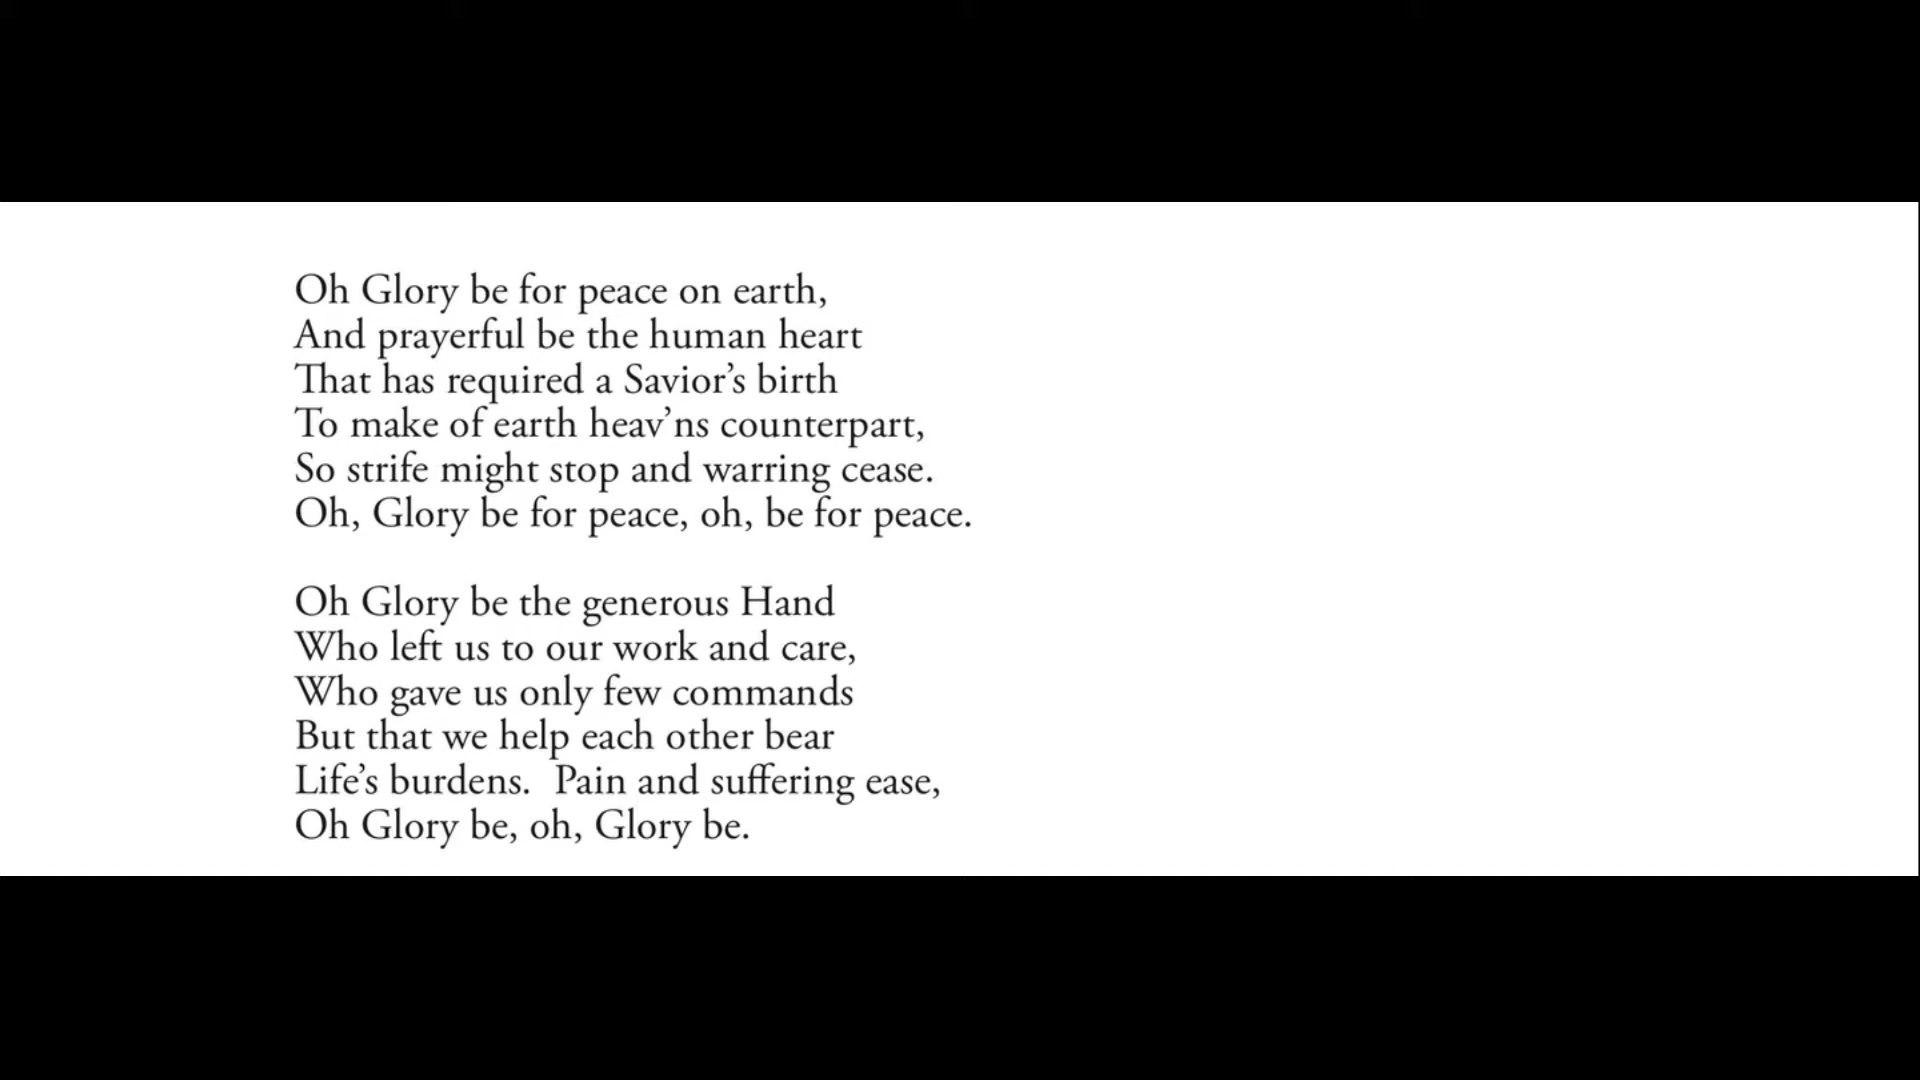 Oh Glory be for peace on earth,
And prayerful be the human heart
That has required a Savior’s birth
To make of earth heav’ns counterpart,
So strife might stop and warring cease.
Oh, Glory be for peace, oh, be for peace.
Oh Glory be the generous Hand
Who left us to our work and care,
Who gave us only few commands
But that we help each other bear
Life’s burdens.  Pain and suffering ease,
Oh Glory be, oh, Glory be.